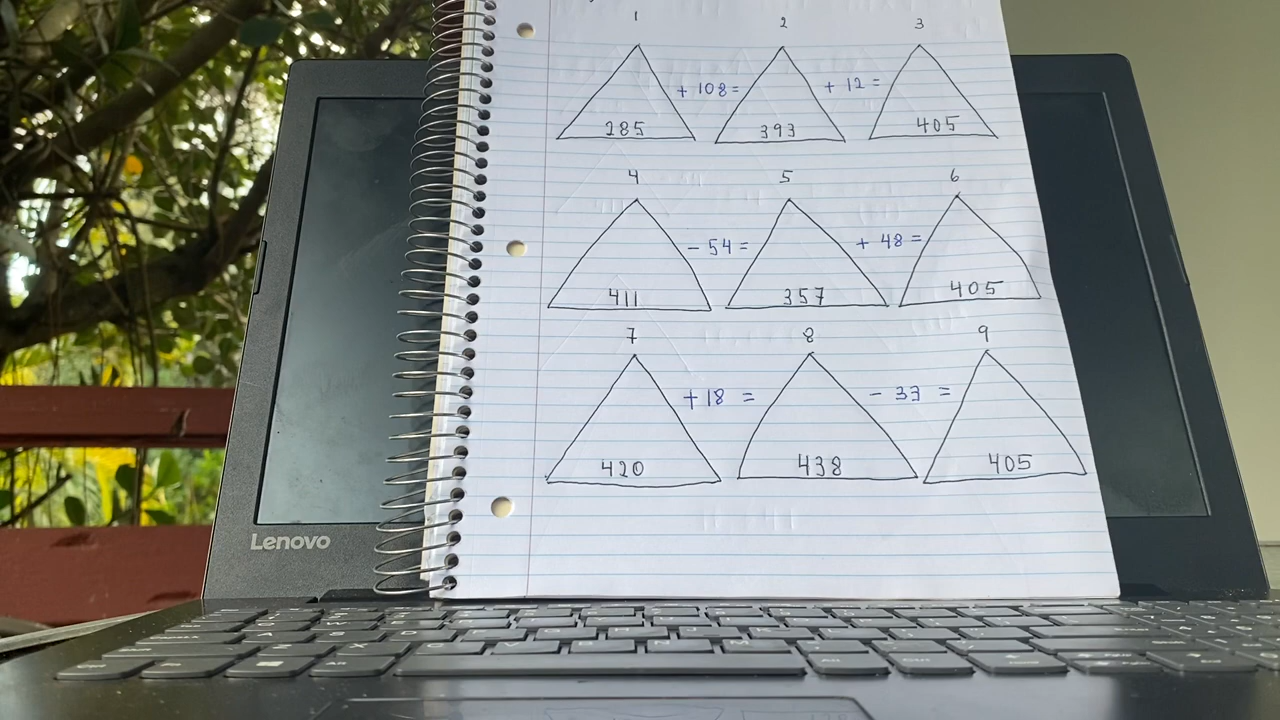 1 2 3
+ 108 = + 12 =
285 393 405
4 5 6
- 54 = + 48 =
411 357 405
7 8 9
+ 18 = - 33 =
420 438 405
Lenovo